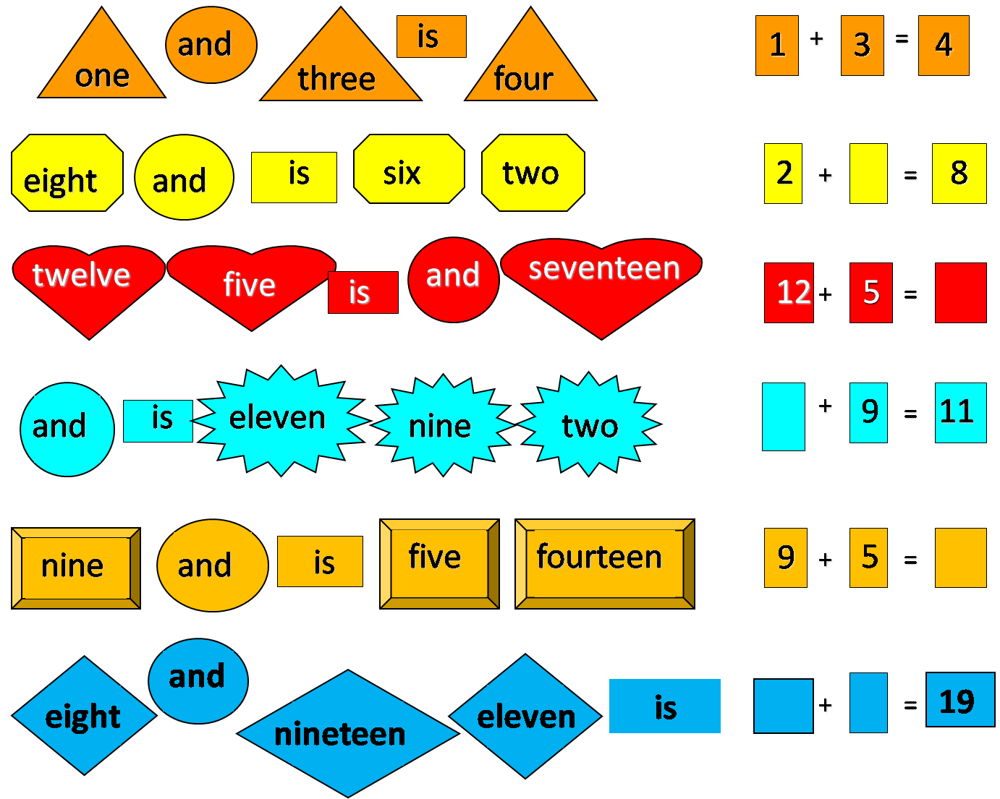 one and three is four 1 + 3 = 4
eight and is six two 2 + = 8
twelve five is and seventeen 12 + 5 =
and is eleven nine two + 9 = 11
nine and is five fourteen 9 + 5 =
eight and nineteen eleven is + = 19